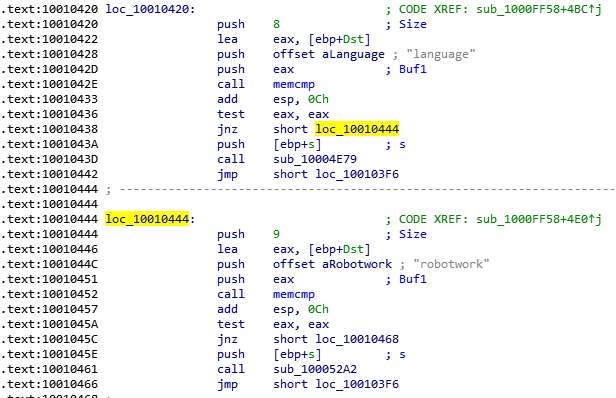 .text:10010420 loc_10010420: ; CODE XREF: sub_1000FF58+4BC↑j
.text:10010420 push 8 ; Size
.text:10010422 lea eax, [ebp+Dst]
.text:10010428 push offset aLanguage ; "language"
.text:1001042D push eax ; Buf1
.text:1001042E call memcmp
.text:10010433 add esp, 0Ch
.text:10010436 test eax, eax
.text:10010438 jnz short loc_10010444
.text:1001043A push [ebp+s] ; s
.text:1001043D call sub_10004E79
.text:10010442 jmp short loc_100103F6
.text:10010444 ; ---------------------------------------------------------------------------
.text:10010444
.text:10010444 loc_10010444: ; CODE XREF: sub_1000FF58+4E0↑j
.text:10010444 push 9 ; Size
.text:10010446 lea eax, [ebp+Dst]
.text:1001044C push offset aRobotwork ; "robotwork"
.text:10010451 push eax ; Buf1
.text:10010452 call memcmp
.text:10010457 add esp, 0Ch
.text:1001045A test eax, eax
.text:1001045C jnz short loc_10010468
.text:1001045E push [ebp+s] ; s
.text:10010461 call sub_100052A2
.text:10010466 jmp short loc_100103F6